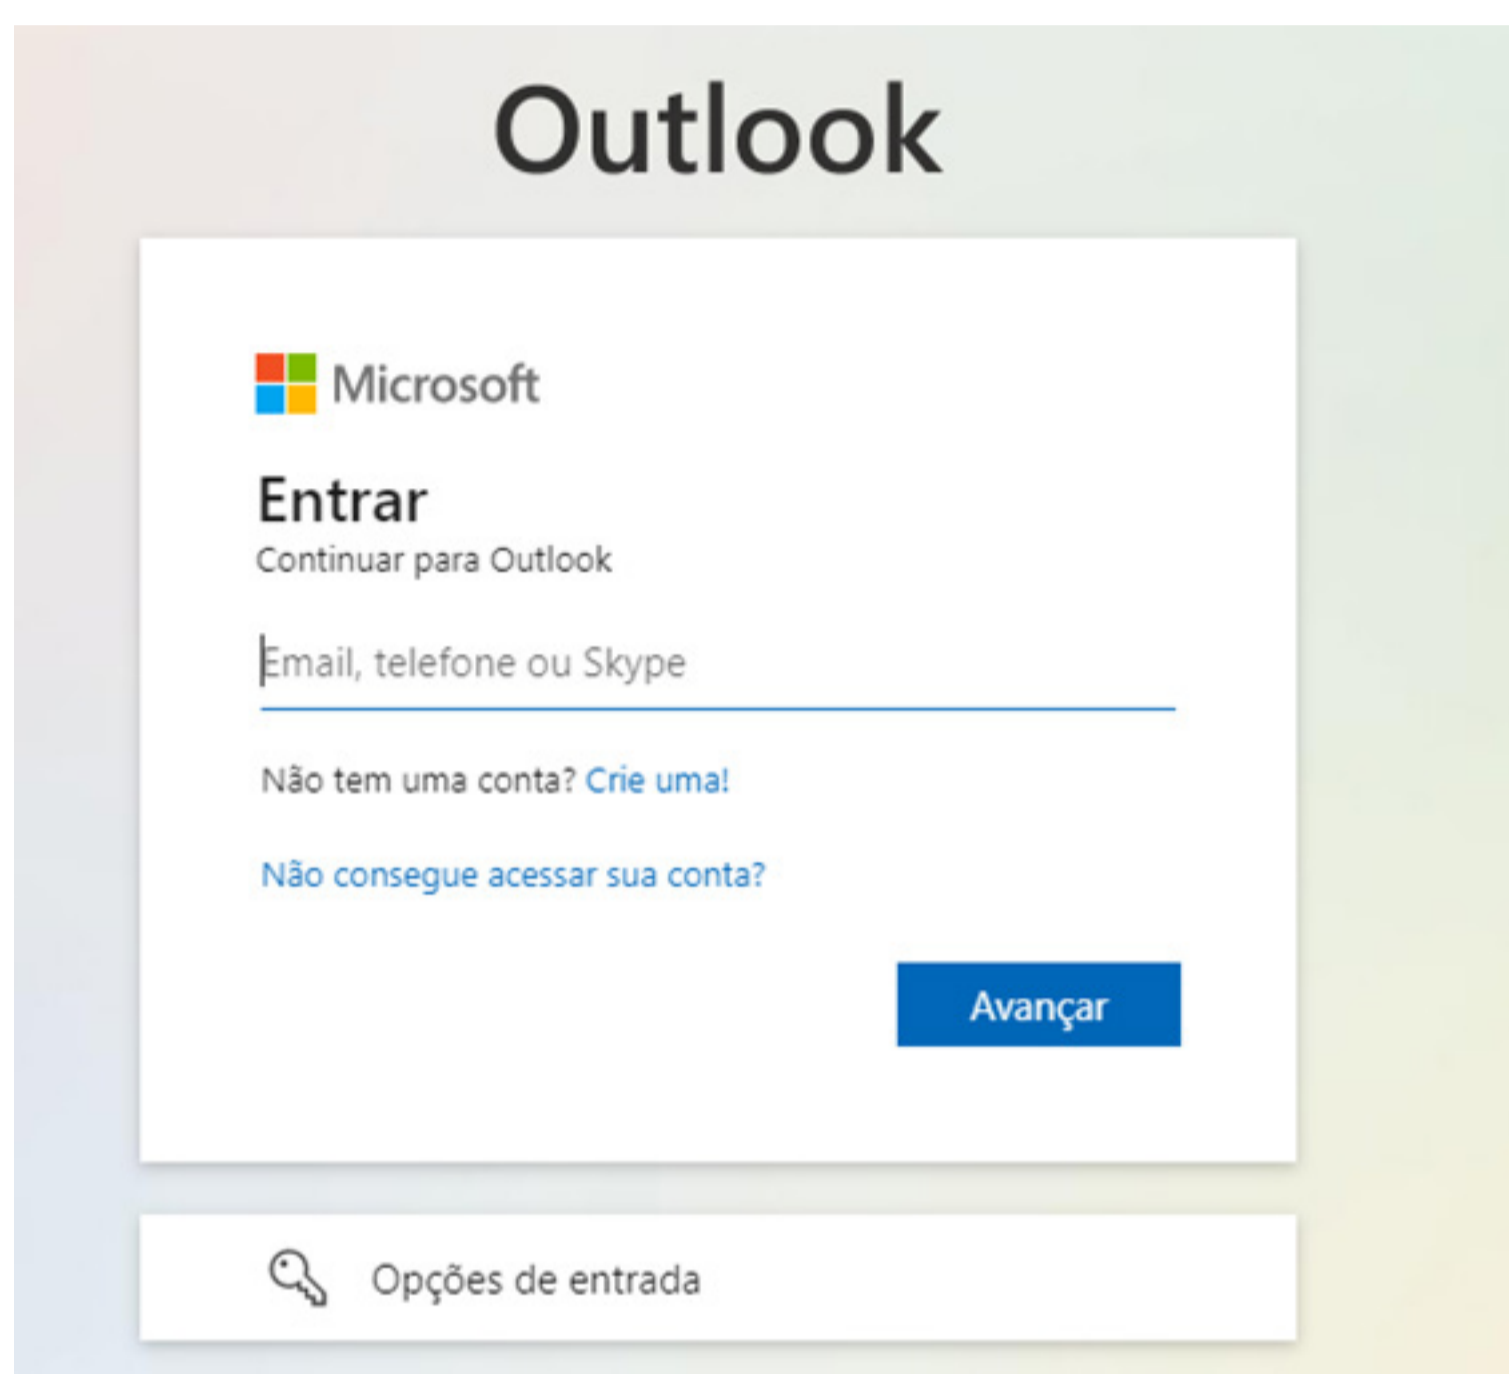 Outlook
Microsoft
Entrar
Continuar para Outlook
Email, telefone ou Skype
Não tem uma conta? Crie uma!
Não consegue acessar sua conta?
Avançar
Opções de entrada